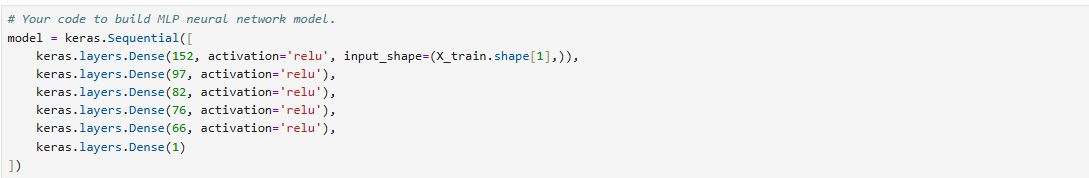 # Your code to build MLP neural network model.
model = keras.Sequential([
    keras.layers.Dense(152, activation='relu', input_shape=(X_train.shape[1],)),
    keras.layers.Dense(97, activation='relu'),
    keras.layers.Dense(82, activation='relu'),
    keras.layers.Dense(76, activation='relu'),
    keras.layers.Dense(66, activation='relu'),
    keras.layers.Dense(1)
])